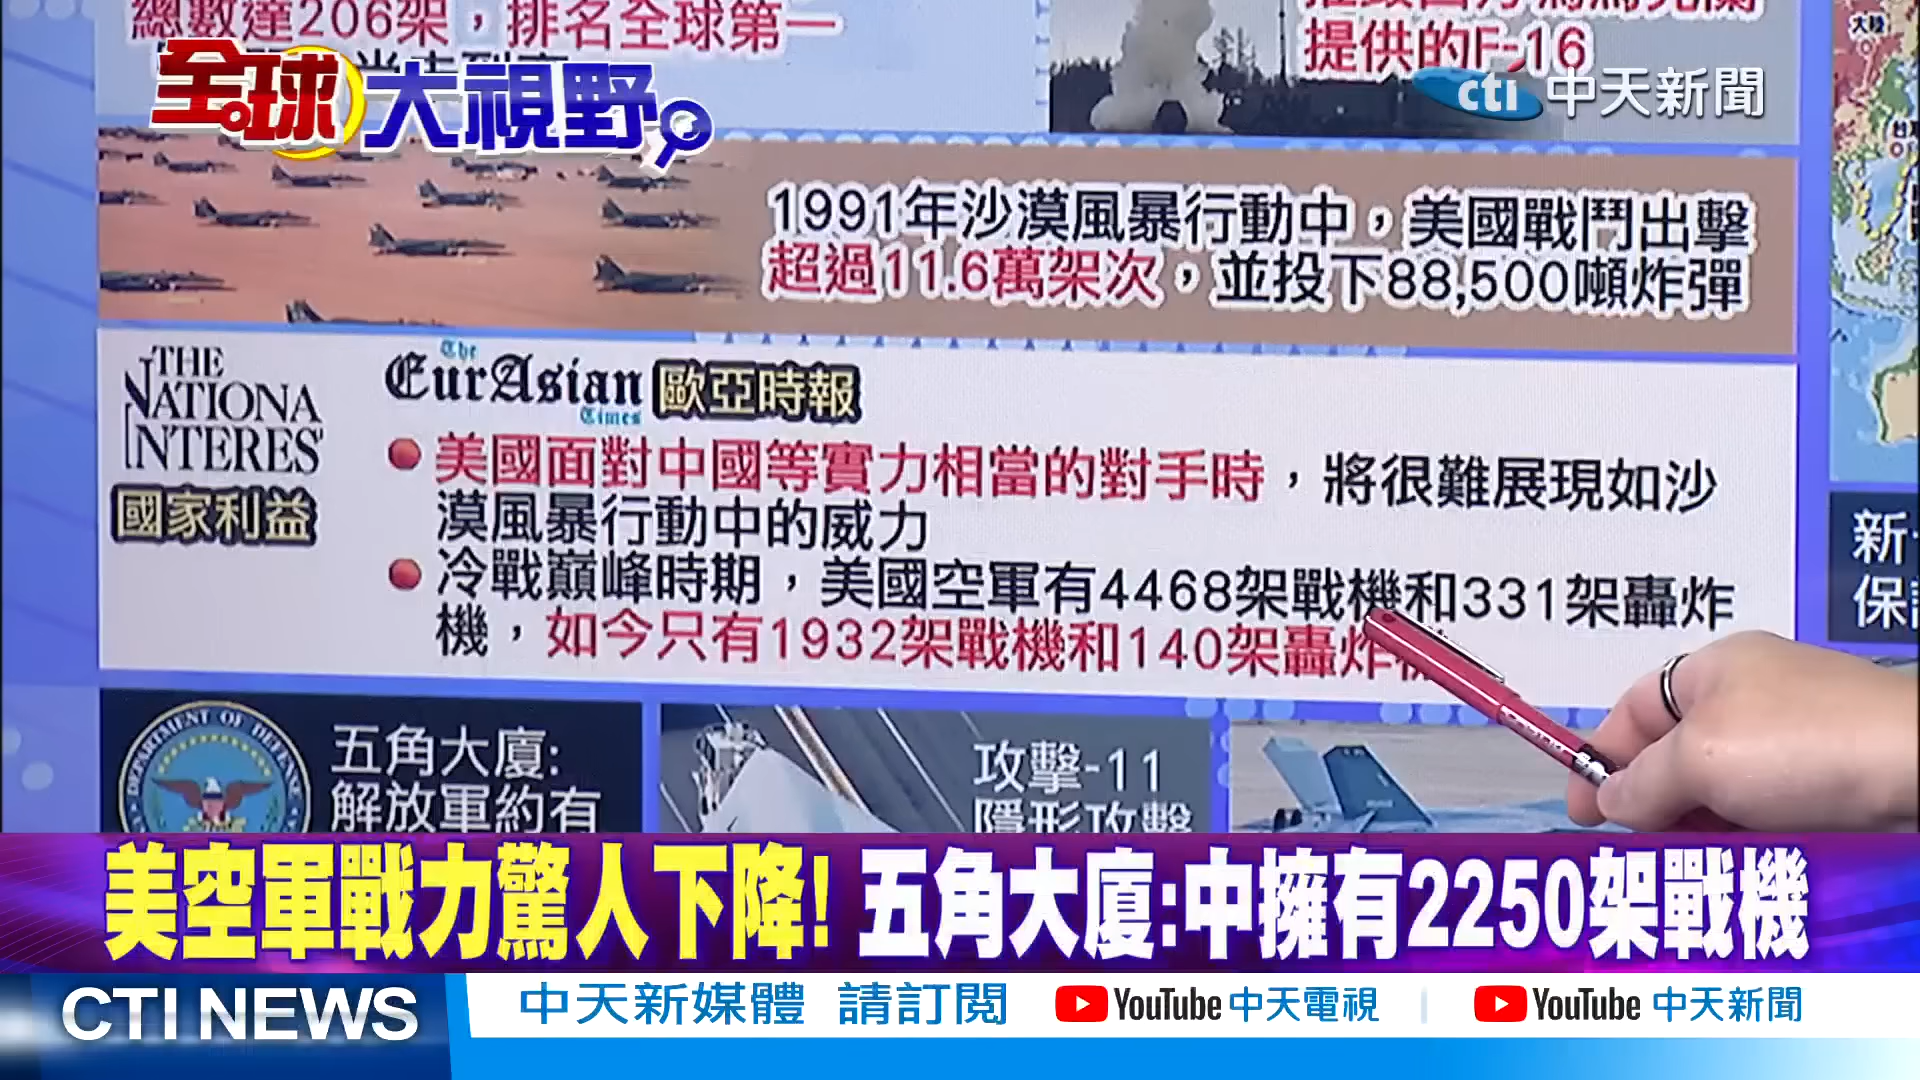 總數達206架，排名全球第一
提供的F-16
全球大視野
cti 中天新聞
大陸
台
1991年沙漠風暴行動中，美國戰鬥出擊
超過11.6萬架次，並投下88,500噸炸彈
THE
NATIONA
INTERES
國家利益
The
EurAsian
Times
歐亞時報
美國面對中國等實力相當的對手時，將很難展現如沙
漠風暴行動中的威力
冷戰巔峰時期，美國空軍有4468架戰機和331架轟炸
機，如今只有1932架戰機和140架轟炸機
新
保
DEPARTMENT OF DEFENSE
五角大廈:
解放軍約有
攻擊-11
隱形攻擊
美空軍戰力驚人下降! 五角大廈:中擁有2250架戰機
CTI NEWS
中天新媒體 請訂閱 YouTube 中天電視 | YouTube 中天新聞